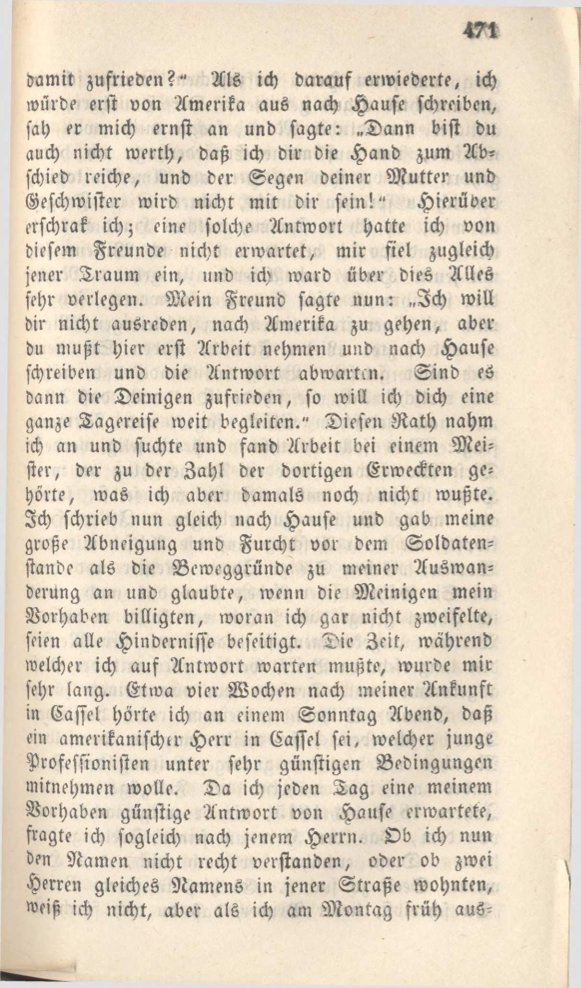 471
damit zufrieden?“ Als ich darauf erwiederte, ich
würde erst von Amerika aus nach Hause schreiben,
sah er mich ernst an und sagte: „Dann bist du
auch nicht werth, daß ich dir die Hand zum Ab-
schied reiche, und der Segen deiner Mutter und
Geschwister wird nicht mit dir sein!“ Hierüber
erschrak ich; eine solche Antwort hatte ich von
diesem Freunde nicht erwartet, mir fiel zugleich
jener Traum ein, und ich ward über dies Alles
sehr verlegen. Mein Freund sagte nun: „Ich will
dir nicht ausreden, nach Amerika zu gehen, aber
du mußt hier erst Arbeit nehmen und nach Hause
schreiben und die Antwort abwarten. Sind es
dann die Deinigen zufrieden, so will ich dich eine
ganze Tagereise weit begleiten.“ Diesen Rath nahm
ich an und suchte und fand Arbeit bei einem Mei-
ster, der zu der Zahl der dortigen Erweckten ge-
hörte, was ich aber damals noch nicht wußte.
Ich schrieb nun gleich nach Hause und gab meine
große Abneigung und Furcht vor dem Soldaten-
stande als die Beweggründe zu meiner Auswan-
derung an und glaubte, wenn die Meinigen mein
Vorhaben billigten, woran ich gar nicht zweifelte,
seien alle Hindernisse beseitigt. Die Zeit, während
welcher ich auf Antwort warten mußte, wurde mir
sehr lang. Etwa vier Wochen nach meiner Ankunft
in Cassel hörte ich an einem Sonntag Abend, daß
ein amerikanischer Herr in Cassel sei, welcher junge
Professionisten unter sehr günstigen Bedingungen
mitnehmen wolle. Da ich jeden Tag eine meinem
Vorhaben günstige Antwort von Hause erwartete,
fragte ich sogleich nach jenem Herrn. Ob ich nun
den Namen nicht recht verstanden, oder ob zwei
Herren gleiches Namens in jener Straße wohnten,
weiß ich nicht, aber als ich am Montag früh aus-